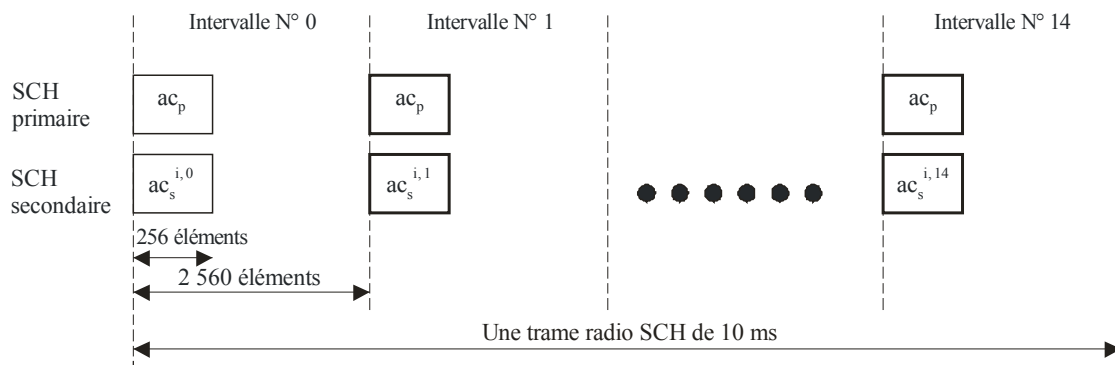 Intervalle N° 0
Intervalle N° 1
Intervalle N° 14
SCH
primaire
ac_p
ac_p
ac_p
SCH
secondaire
ac_s^i, 0
ac_s^i, 1
ac_s^i, 14
256 éléments
2 560 éléments
Une trame radio SCH de 10 ms